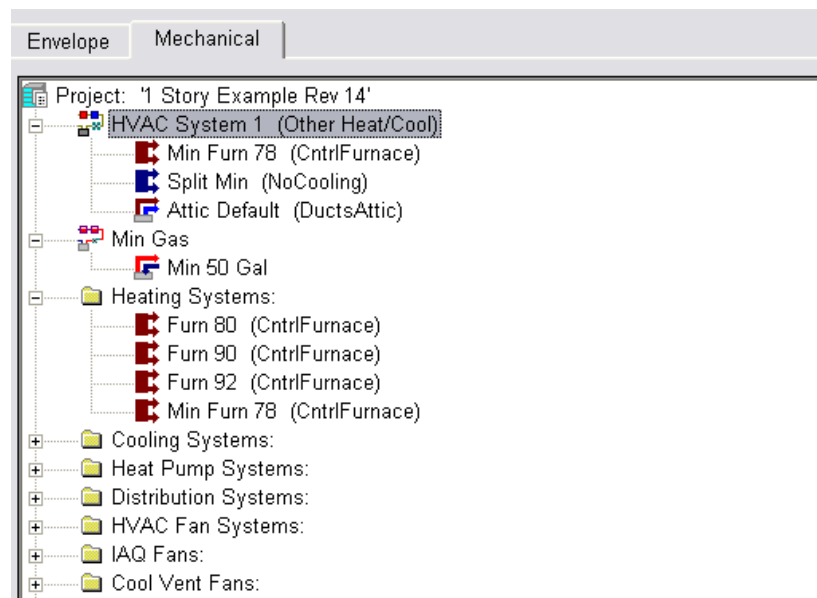 Envelope Mechanical
Project: '1 Story Example Rev 14'
HVAC System 1 (Other Heat/Cool)
Min Furn 78 (CntrlFurnace)
Split Min (NoCooling)
Attic Default (DuctsAttic)
Min Gas
Min 50 Gal
Heating Systems:
Furn 80 (CntrlFurnace)
Furn 90 (CntrlFurnace)
Furn 92 (CntrlFurnace)
Min Furn 78 (CntrlFurnace)
Cooling Systems:
Heat Pump Systems:
Distribution Systems:
HVAC Fan Systems:
IAQ Fans:
Cool Vent Fans: